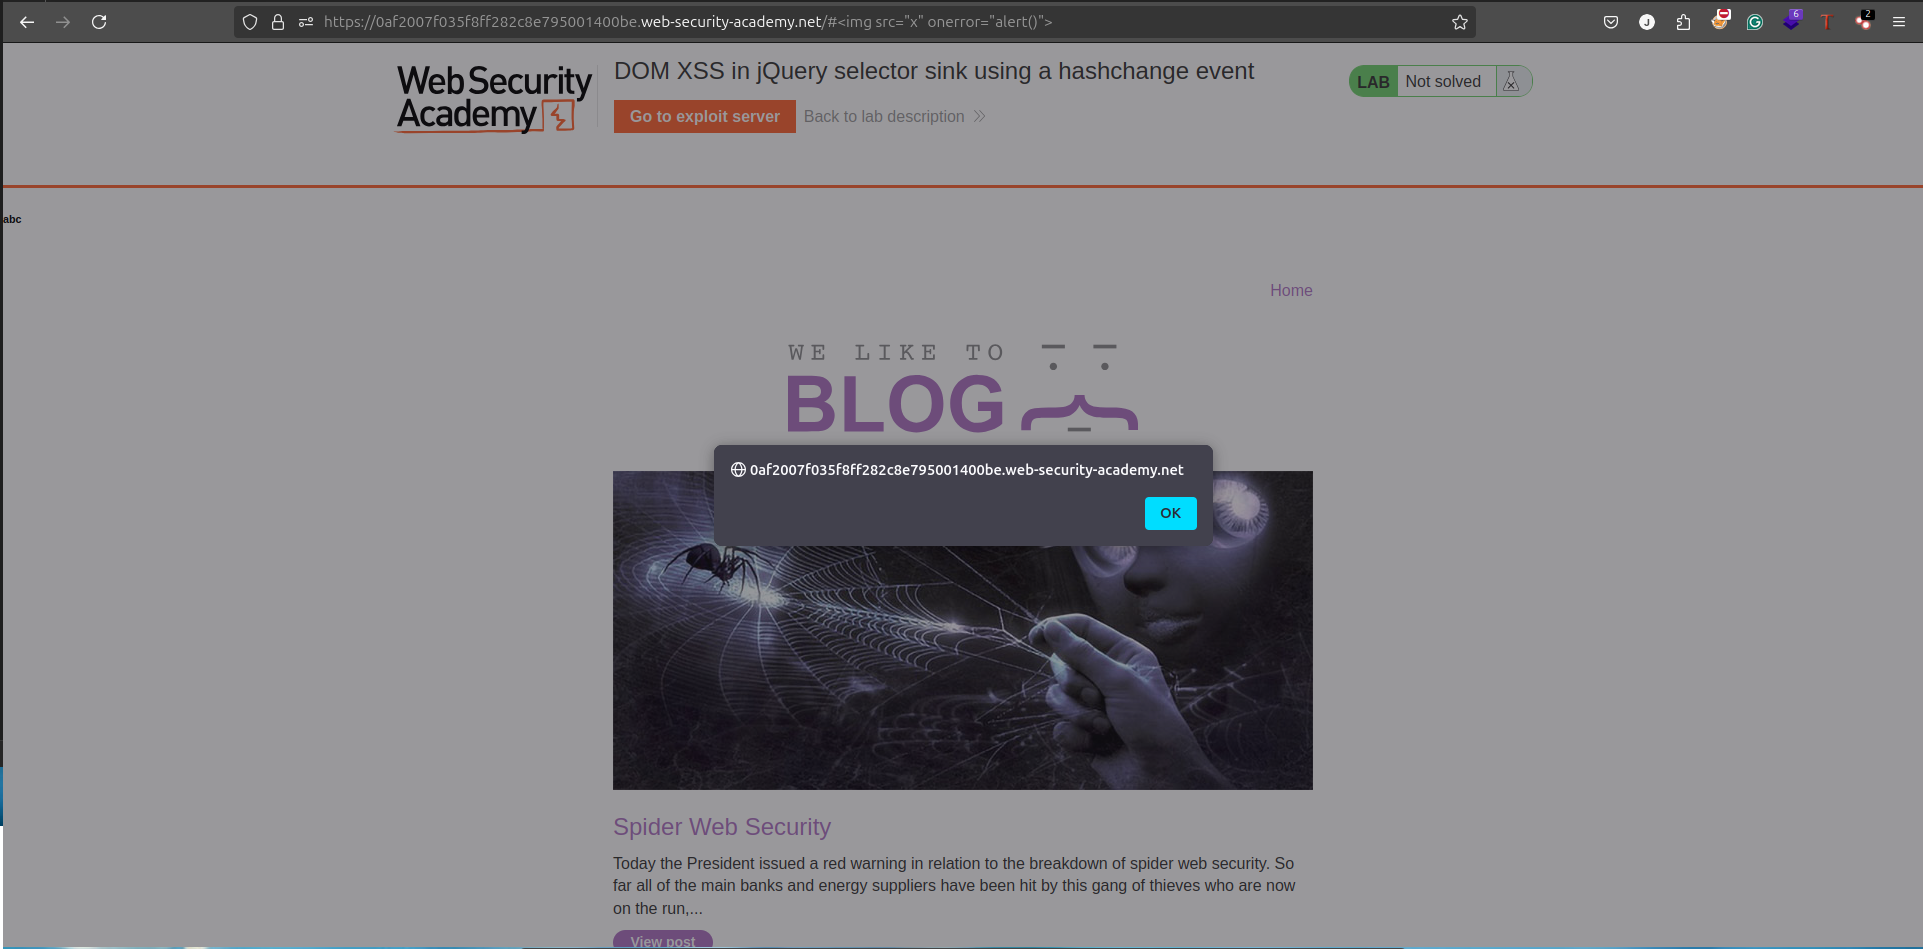 https://0af2007f035f8ff282c8e795001400be.web-security-academy.net/#<img src="x" onerror="alert()">
J
6
2
WebSecurity
Academy
DOM XSS in jQuery selector sink using a hashchange event
Go to exploit server
Back to lab description
LAB
Not solved
abc
Home
WE LIKE TO
BLOG
0af2007f035f8ff282c8e795001400be.web-security-academy.net
OK
Spider Web Security
Today the President issued a red warning in relation to the breakdown of spider web security. So
far all of the main banks and energy suppliers have been hit by this gang of thieves who are now
on the run,...
View post